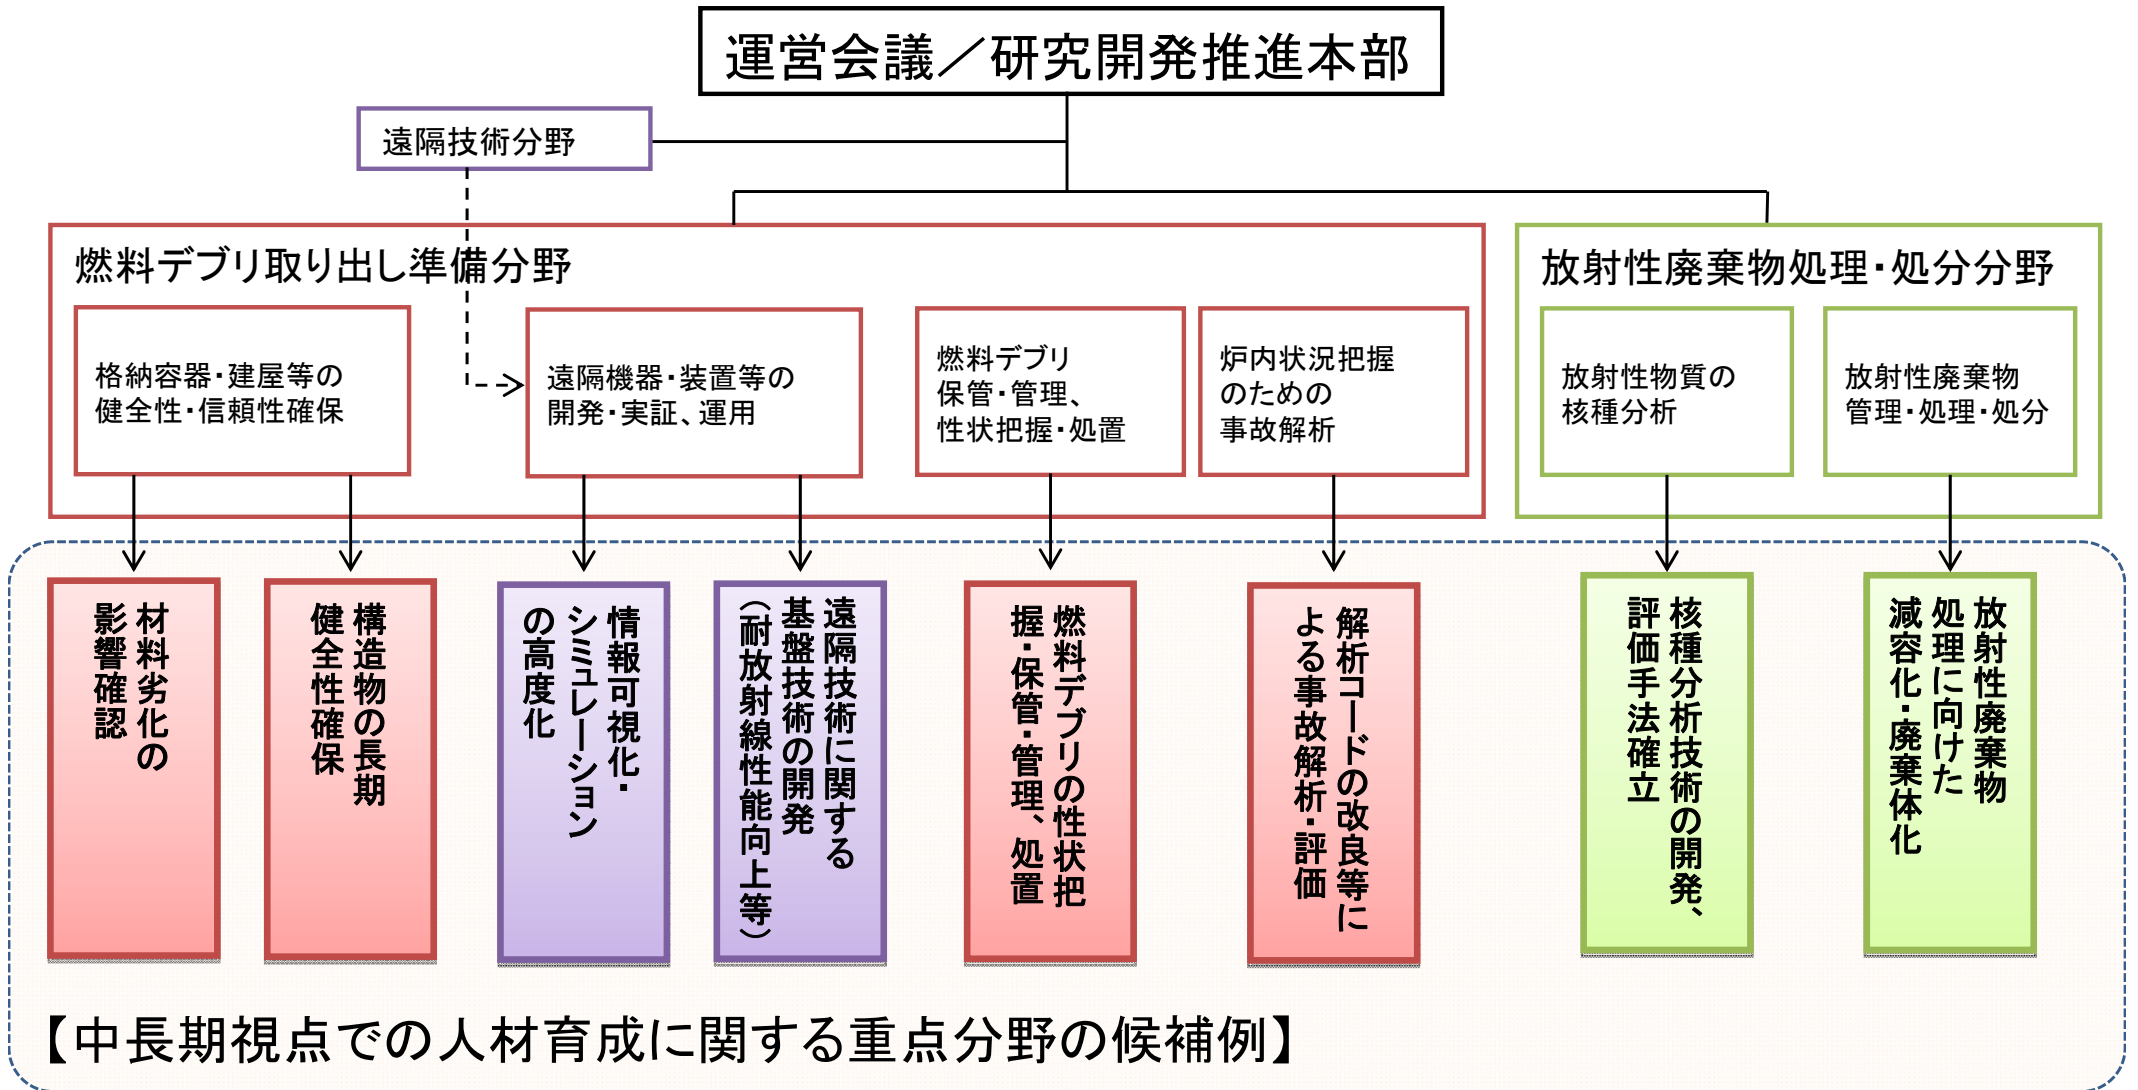 運営会議／研究開発推進本部
遠隔技術分野
燃料デブリ取り出し準備分野
格納容器・建屋等の
健全性・信頼性確保
遠隔機器・装置等の
開発・実証、運用
燃料デブリ
保管・管理、
性状把握・処置
炉内状況把握
のための
事故解析
放射性廃棄物処理・処分分野
放射性物質の
核種分析
放射性廃棄物
管理・処理・処分
材料劣化の
影響確認
構造物の長期
健全性確保
情報可視化・
シミュレーション
の高度化
遠隔技術に関する
基盤技術の開発
（耐放射線性能向上等）
燃料デブリの性状把
握・保管・管理、処置
解析コードの改良等に
よる事故解析・評価
核種分析技術の開発、
評価手法確立
放射性廃棄物
処理に向けた
減容化・廃棄体化
【中長期視点での人材育成に関する重点分野の候補例】